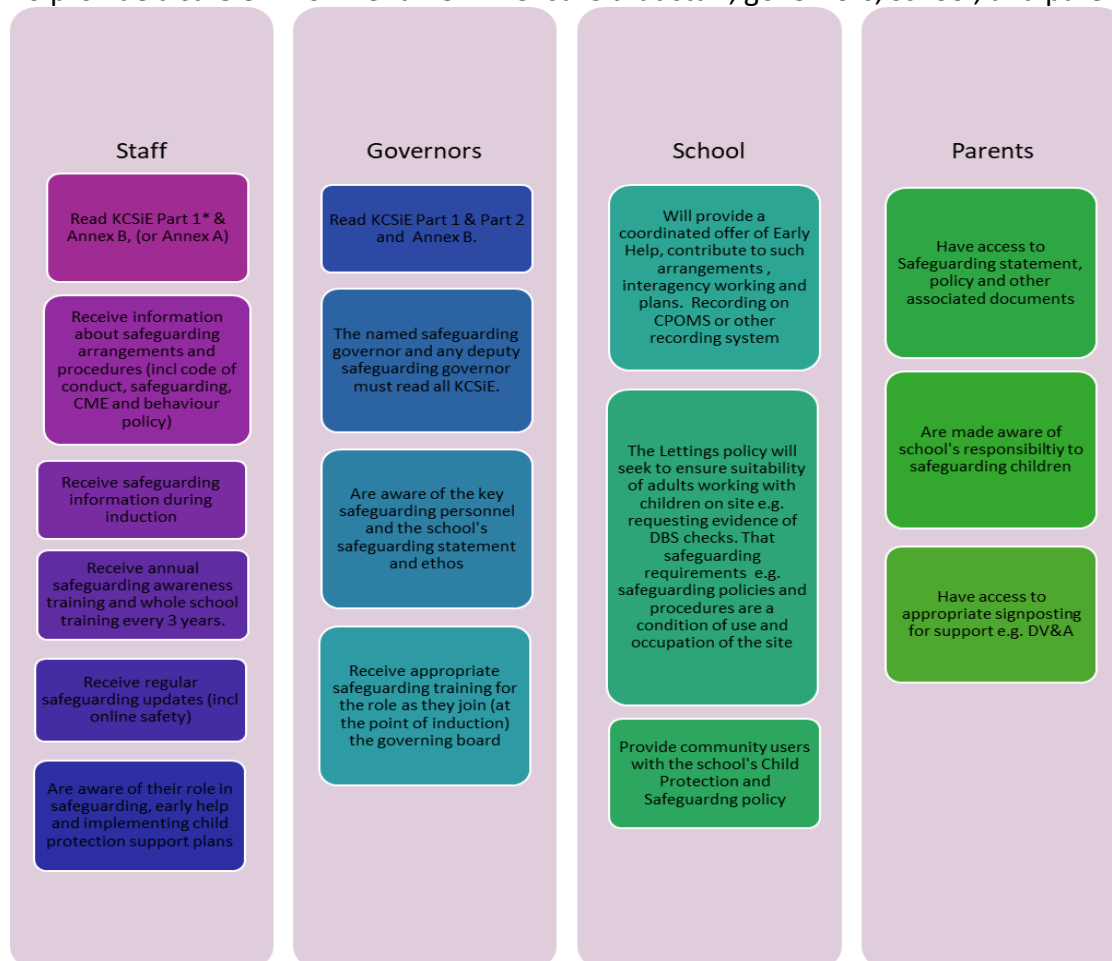 Staff
Read KCSiE Part 1* &
Annex B, (or Annex A)
Receive information
about safeguarding
arrangements and
procedures (incl code of
conduct, safeguarding,
CME and behaviour
policy)
Receive safeguarding
information during
induction
Receive annual
safeguarding awareness
training and whole school
training every 3 years.
Receive regular
safeguarding updates (incl
online safety)
Are aware of their role in
safeguarding, early help
and implementing child
protection support plans
Governors
Read KCSiE Part 1 & Part 2
and Annex B.
The named safeguarding
governor and any deputy
safeguarding governor
must read all KCSiE.
Are aware of the key
safeguarding personnel
and the school's
safeguarding statement
and ethos
Receive appropriate
safeguarding training for
the role as they join (at
the point of induction)
the governing board
School
Will provide a
coordinated offer of Early
Help, contribute to such
arrangements ,
interagency working and
plans. Recording on
CPOMS or other
recording system
The Lettings policy will
seek to ensure suitability
of adults working with
children on site e.g.
requesting evidence of
DBS checks. That
safeguarding
requirements e.g.
safeguarding policies and
procedures are a
condition of use and
occupation of the site
Provide community users
with the school's Child
Protection and
Safeguardng policy
Parents
Have access to
Safeguarding statement,
policy and other
associated documents
Are made aware of
school's responsibiltiy to
safeguarding children
Have access to
appropriate signposting
for support e.g. DV&A